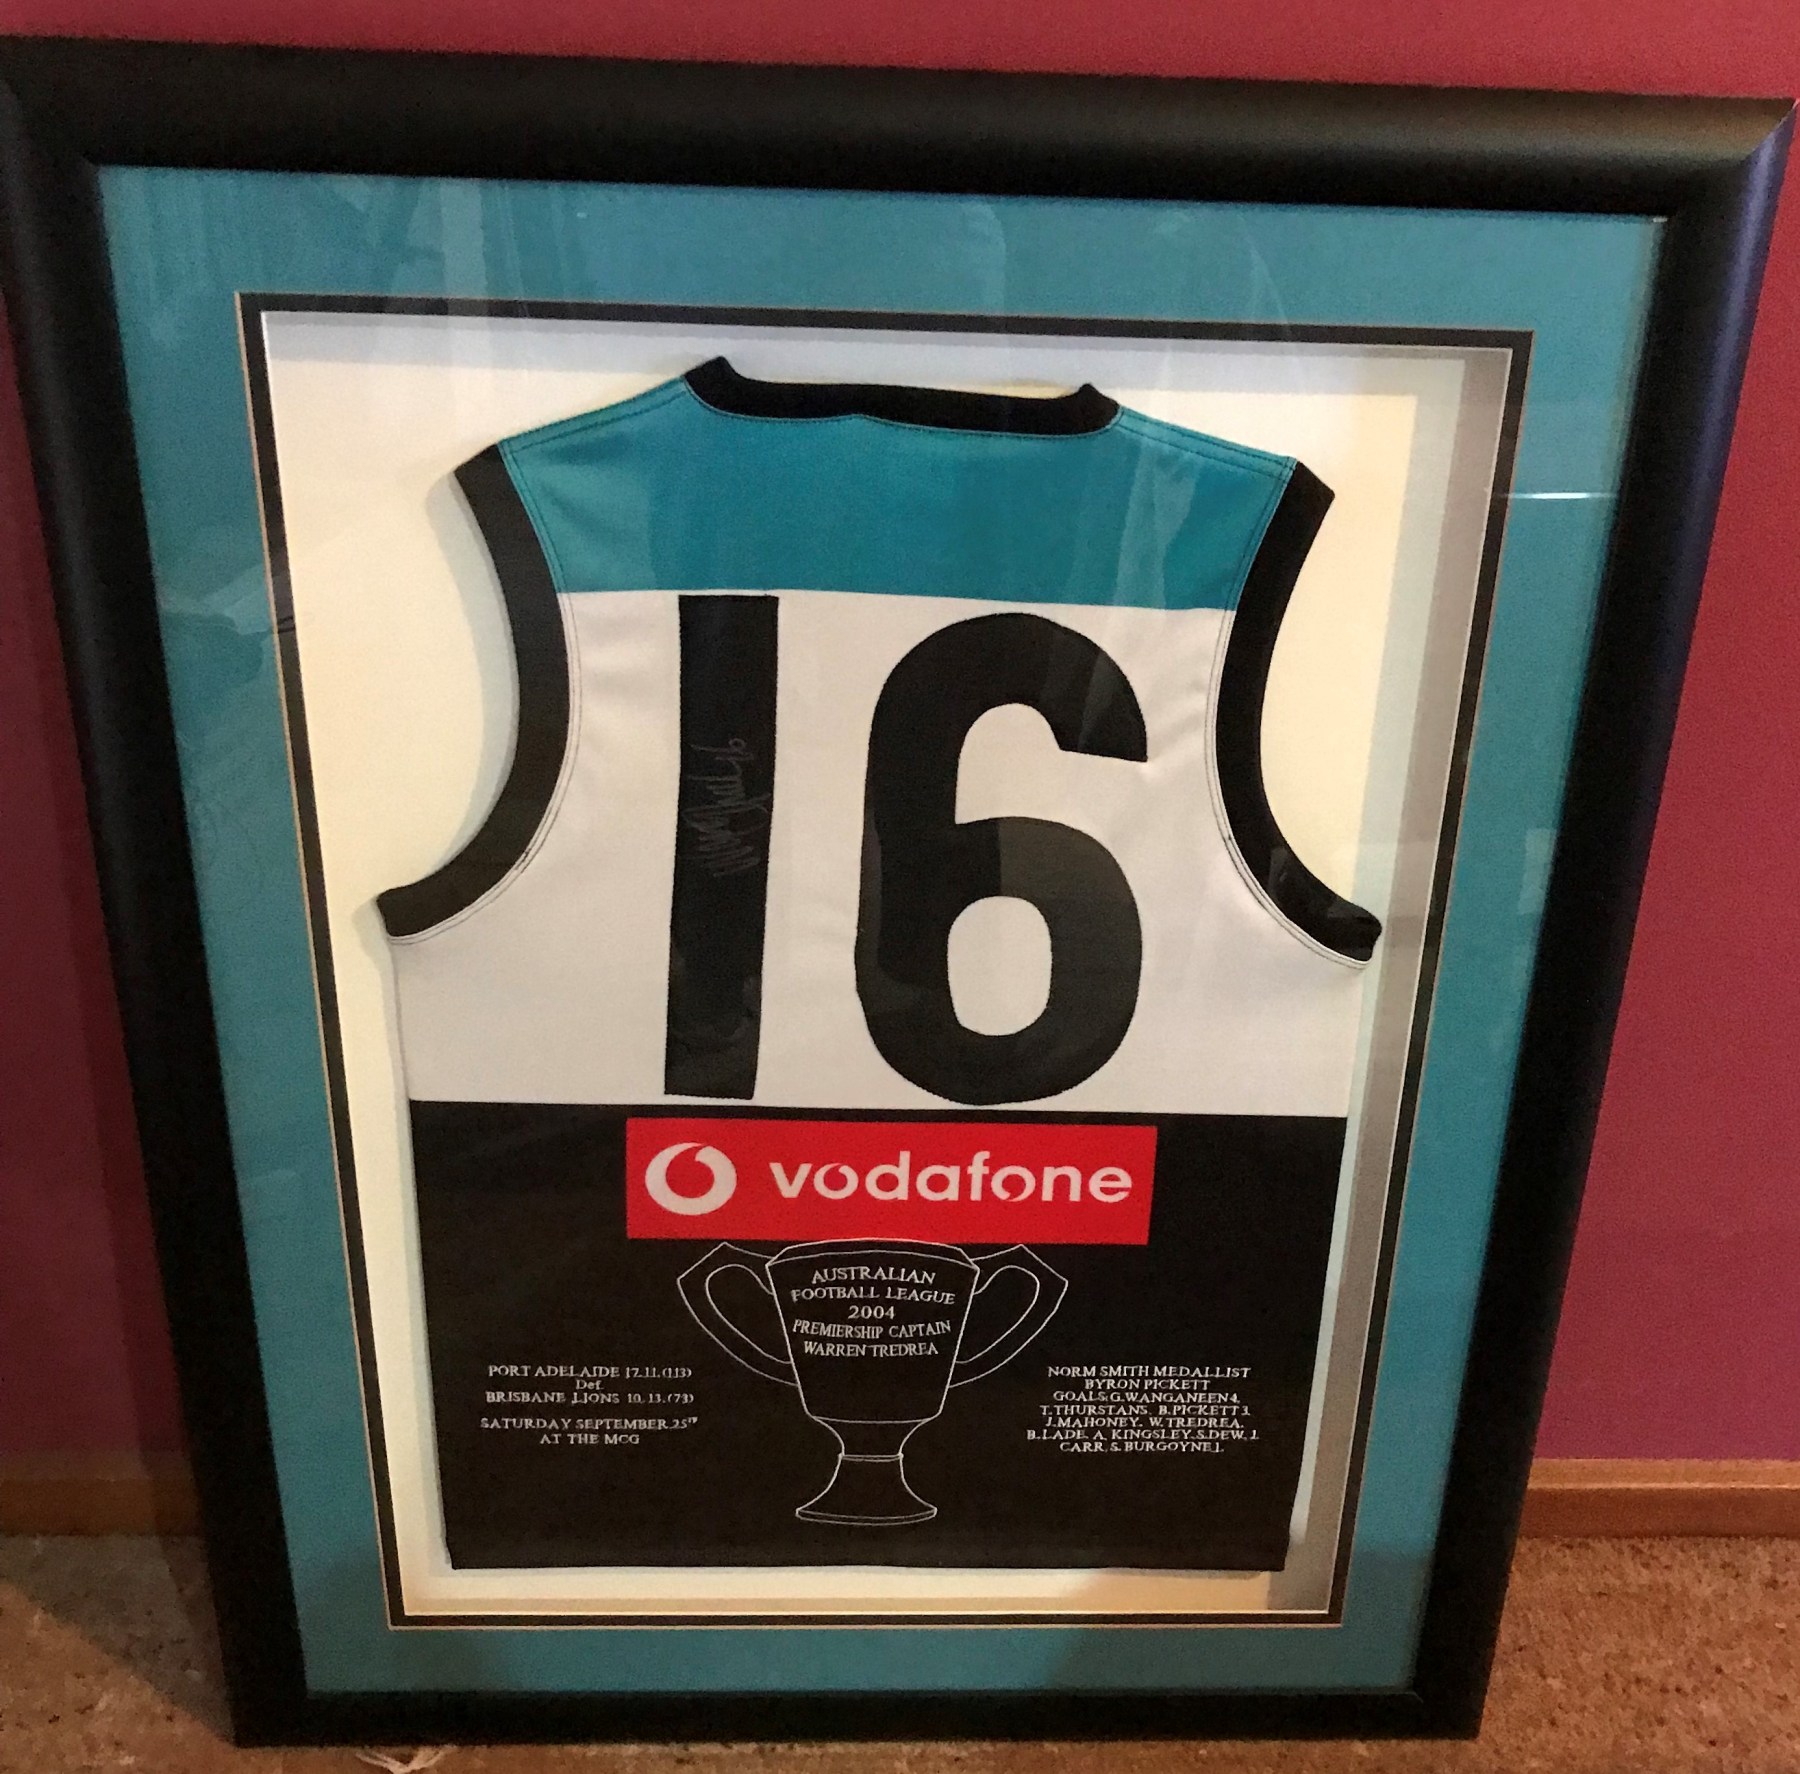 16
vodafone
AUSTRALIAN
FOOTBALL LEAGUE
2004
PREMIERSHIP CAPTAIN
WARREN TREDREA
PORT ADELAIDE 17.11.(113)
Def.
BRISBANE LIONS 10.13.(73)
SATURDAY SEPTEMBER 25TH
AT THE MCG
NORM SMITH MEDALLIST
BYRON PICKETT
GOALS: G.WANGANEEN 4,
T.THURSTANS, B.PICKETT 3,
J.MAHONEY, W.TREDREA,
B.LADE, A. KINGSLEY, S.DEW, J.
CARR, S. BURGOYNE 1.